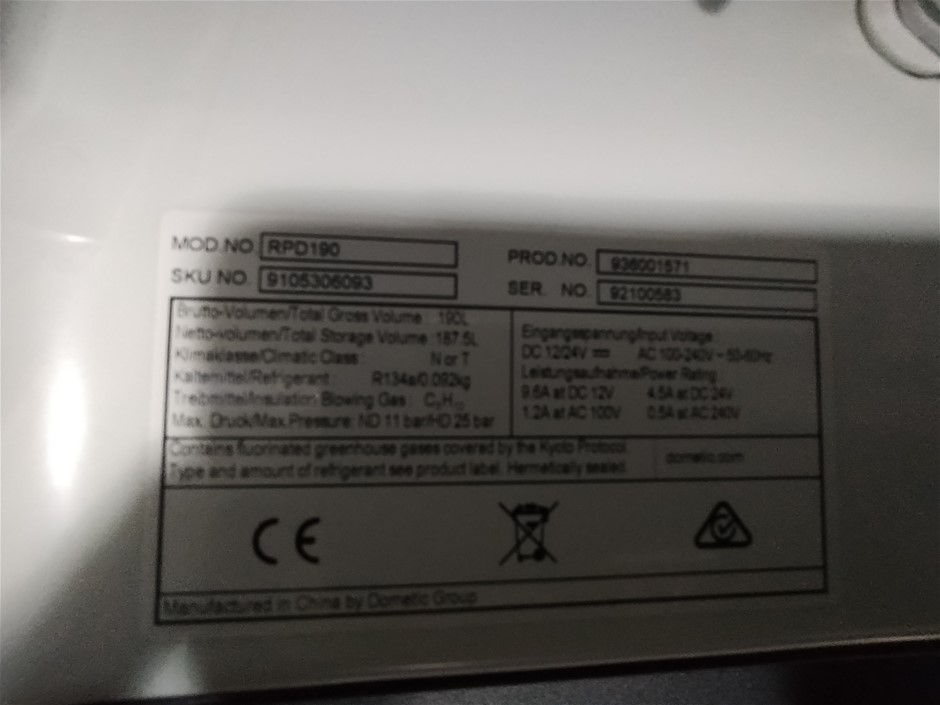 MOD.NO. RPD190
SKU NO. 9105306093
PROD.NO. 936001571
SER. NO. 92100583
Brutto-Volumen/Total Gross Volume : 190L
Netto-volumen/Total Storage Volume :187.5L
Klimaklasse/Climatic Class: N or T
Kaltemittel/Refrigerant: R134a/0.092kg
Treibmittel/Insulation Blowing Gas C₅H₁₀
Max. Druck/Max.Pressure: ND 11 bar/HD 25 bar
Eingangsspannung/Input Voltage :
DC 12/24V ⎓ AC 100-240V ~ 50-60Hz
Leistungsaufnahme/Power Rating :
9.6A at DC 12V 4.5A at DC 24V
1.2A at AC 100V 0.5A at AC 240V
Contains fluorinated greenhouse gases covered by the Kyoto Protocol
Type and amount of refrigerant see product label. Hermetically sealed.
dometic.com
CE
Manufactured in China by Dometic Group